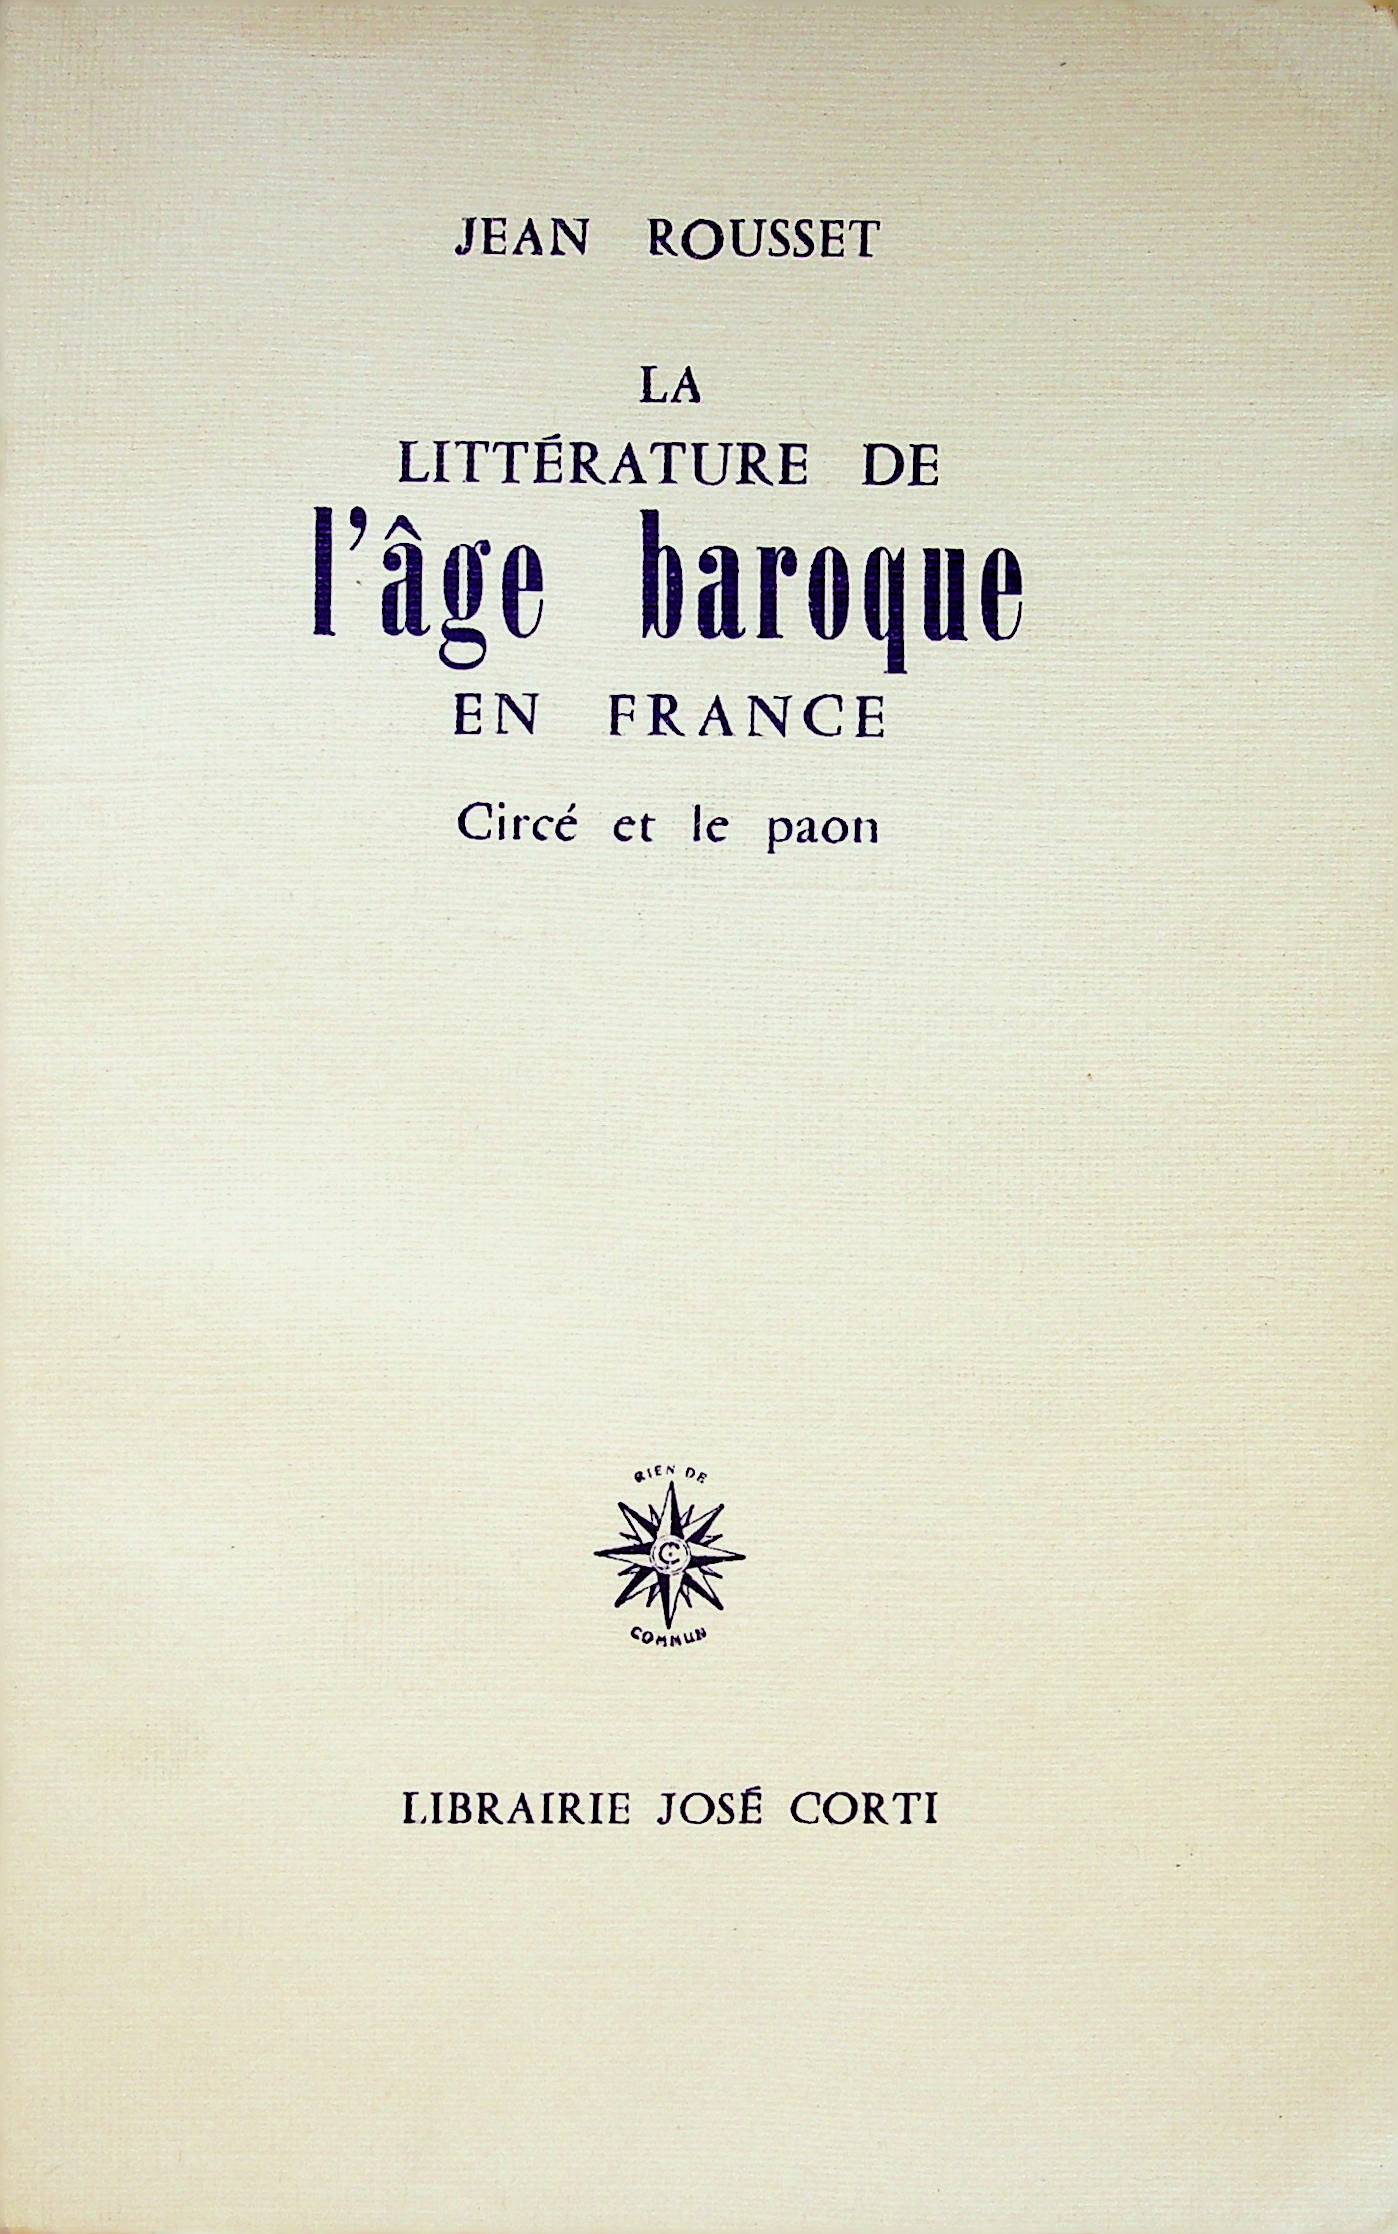 JEAN ROUSSET
LA
LITTÉRATURE DE
l'âge baroque
EN FRANCE
Circé et le paon
RIEN DE
COMMUN
LIBRAIRIE JOSÉ CORTI